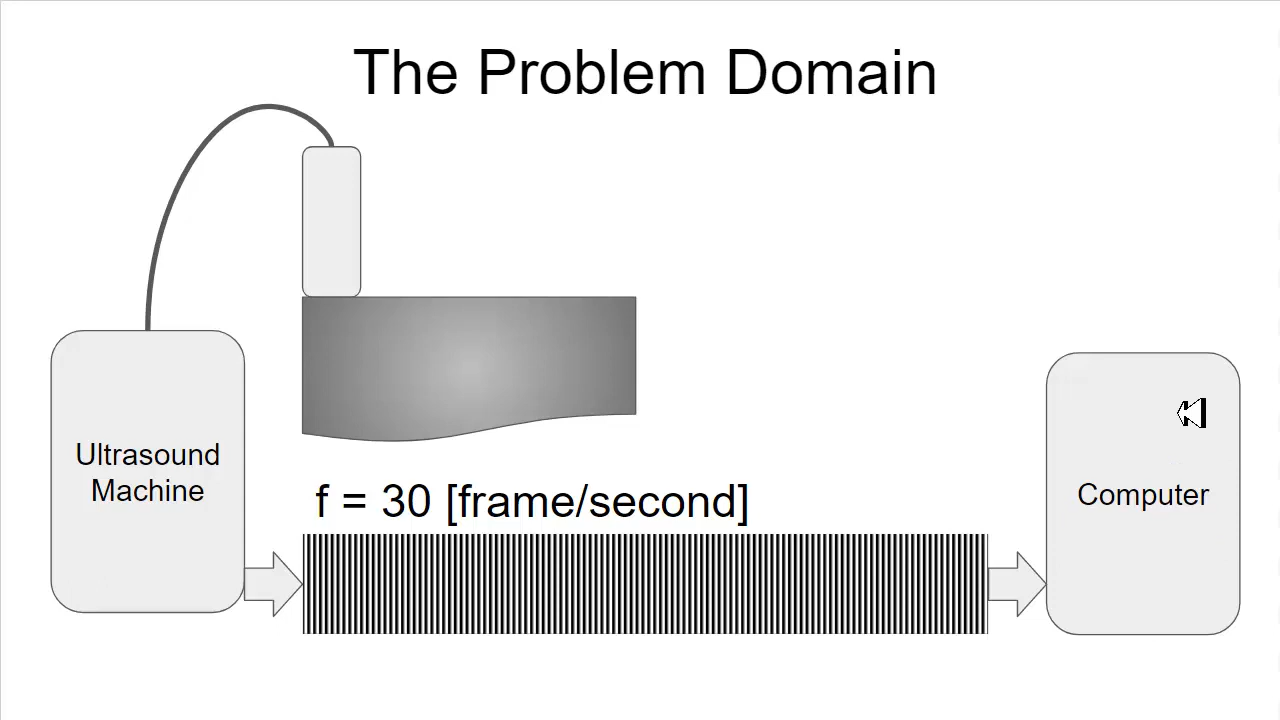 The Problem Domain
Ultrasound
Machine
f = 30 [frame/second]
Computer